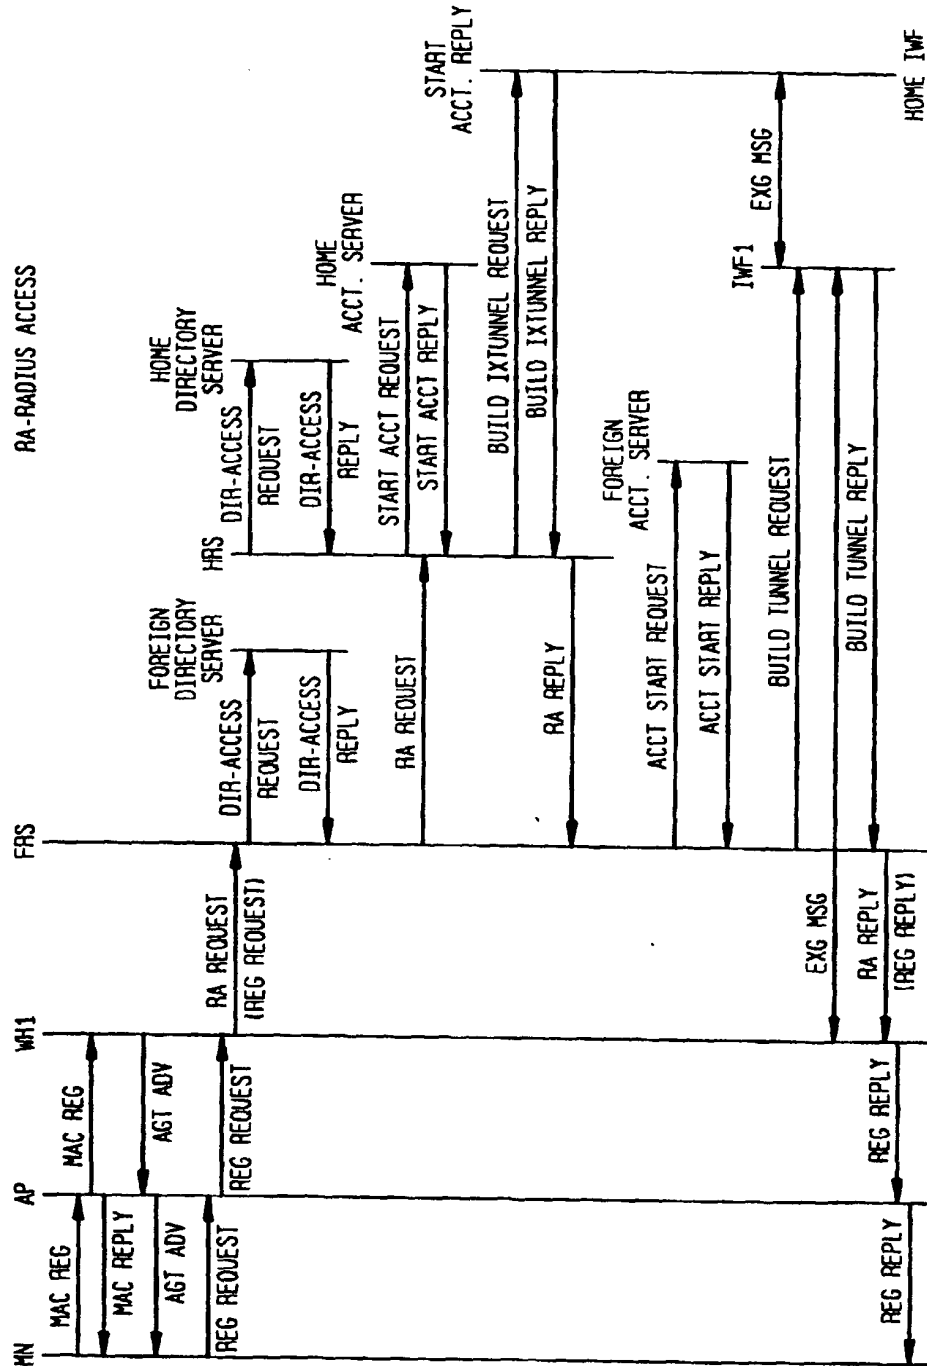 RA-RADIUS ACCESS
MN
AP
WH1
FRS
FOREIGN
DIRECTORY
SERVER
HRS
HOME
DIRECTORY
SERVER
HOME
ACCT. SERVER
START
ACCT. REPLY
MAC REG
MAC REG
MAC REPLY
AGT ADV
AGT ADV
REG REQUEST
REG REQUEST
RA REQUEST
(REG REQUEST)
DIR-ACCESS
REQUEST
DIR-ACCESS
REPLY
DIR-ACCESS
REQUEST
DIR-ACCESS
REPLY
RA REQUEST
START ACCT REQUEST
START ACCT REPLY
BUILD IXTUNNEL REQUEST
BUILD IXTUNNEL REPLY
RA REPLY
FOREIGN
ACCT. SERVER
ACCT START REQUEST
ACCT START REPLY
IWF1
EXG MSG
BUILD TUNNEL REQUEST
EXG MSG
BUILD TUNNEL REPLY
RA REPLY
(REG REPLY)
REG REPLY
REG REPLY
HOME IWF